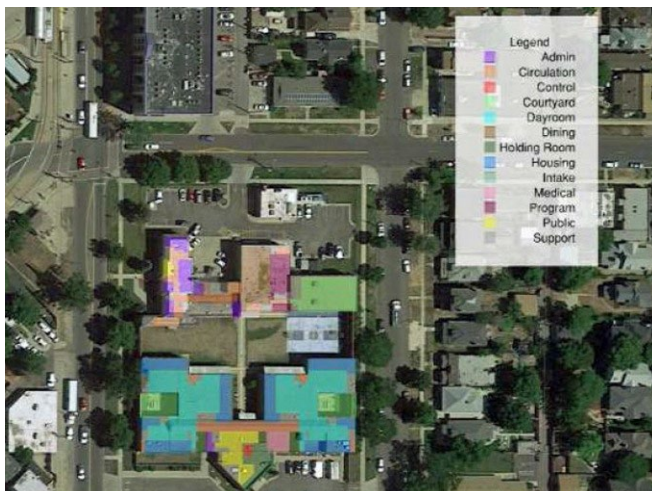 Legend
Admin
Circulation
Control
Courtyard
Dayroom
Dining
Holding Room
Housing
Intake
Medical
Program
Public
Support